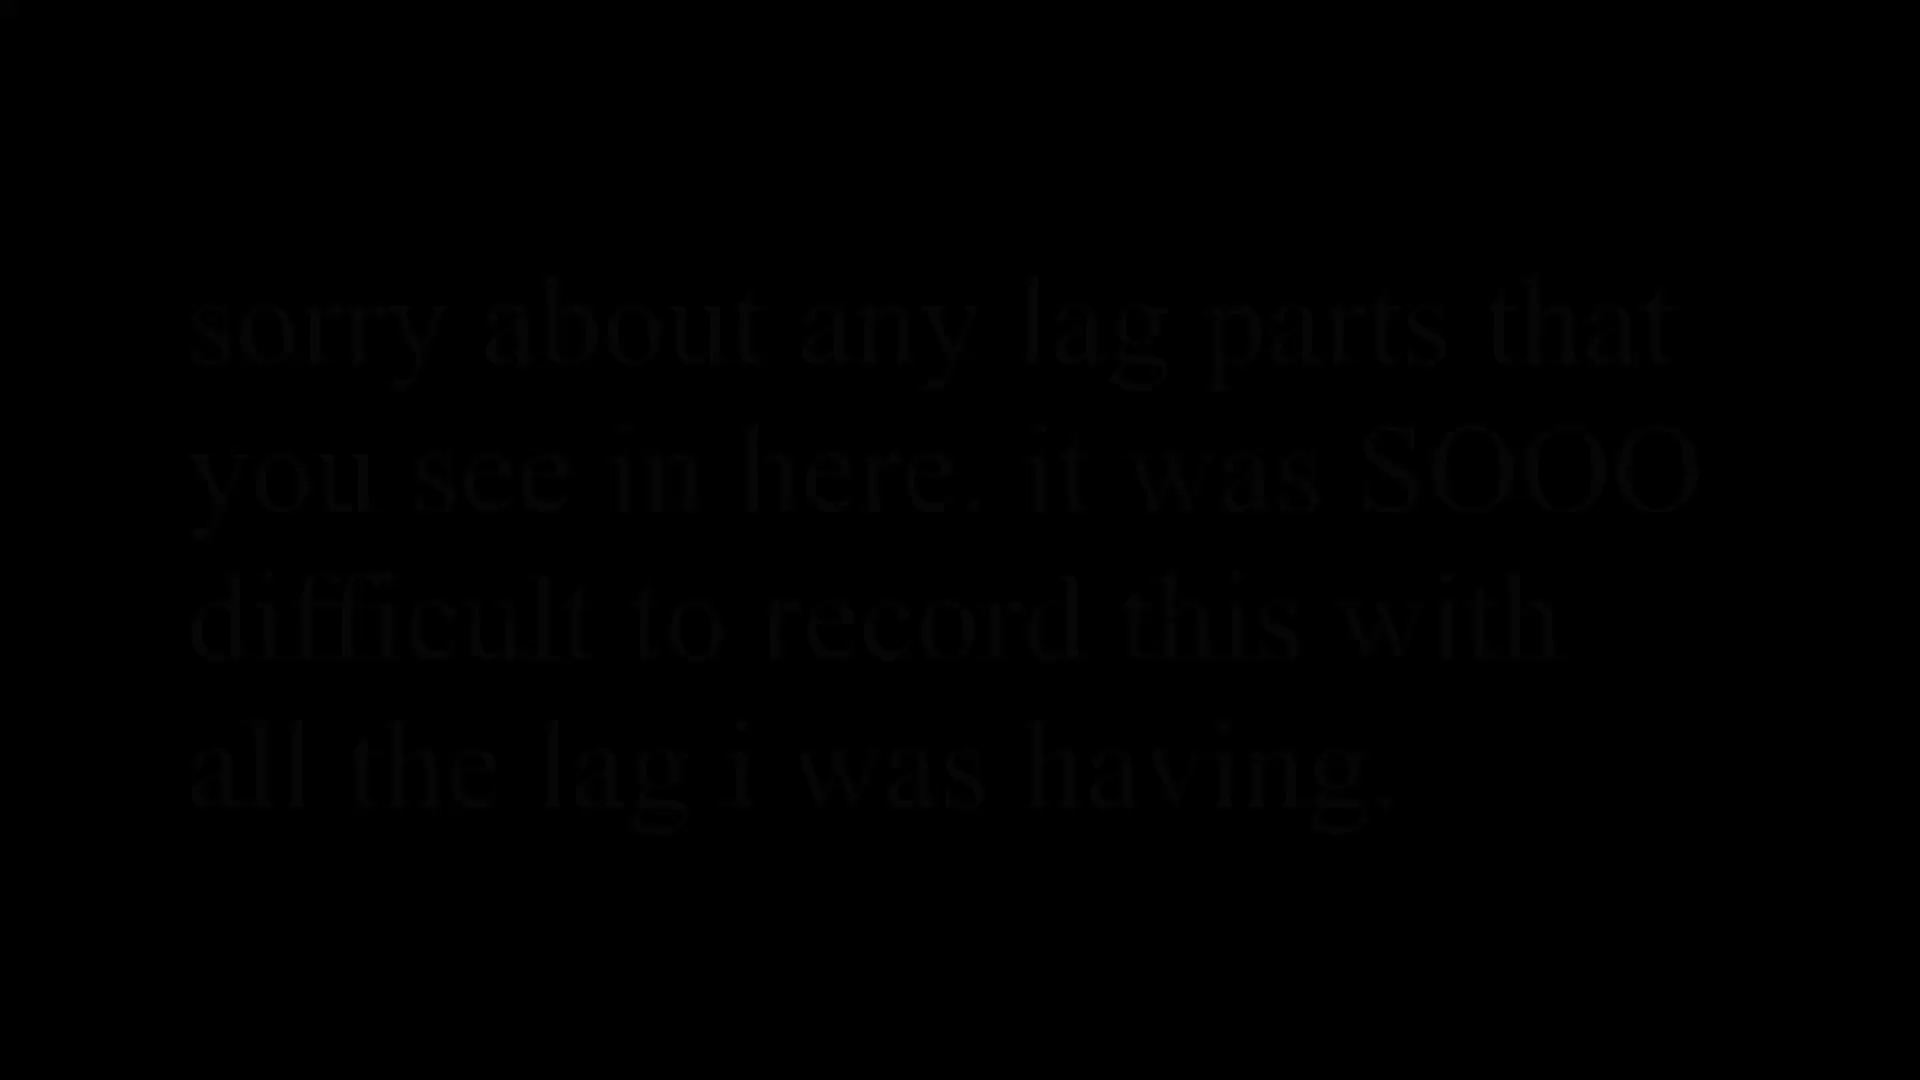 sorry about any lag parts that
you see in here. it was SOOO
difficult to record this with
all the lag i was having.